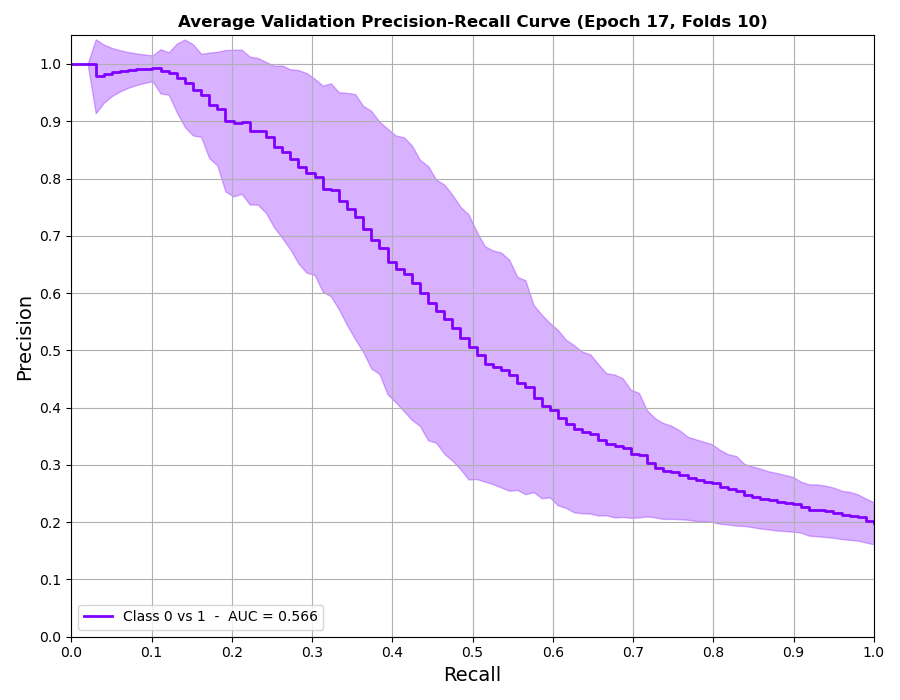 Average Validation Precision-Recall Curve (Epoch 17, Folds 10)
Precision
1.0
0.9
0.8
0.7
0.6
0.5
0.4
0.3
0.2
0.1
0.0
Class 0 vs 1  -  AUC = 0.566
0.0 0.1 0.2 0.3 0.4 0.5 0.6 0.7 0.8 0.9 1.0
Recall